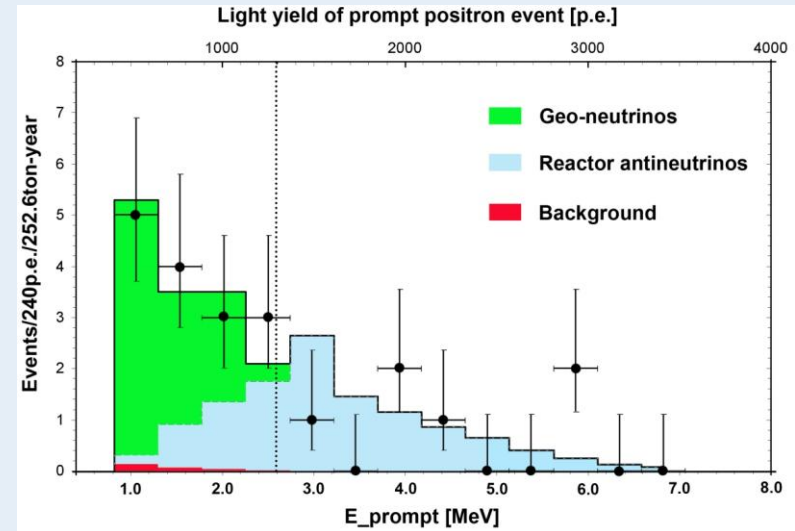 Light yield of prompt positron event [p.e.]
1000 2000 3000 4000
8
7
6
5
4
3
2
1
0
Events/240p.e./252.6ton-year
Geo-neutrinos
Reactor antineutrinos
Background
1.0 2.0 3.0 4.0 5.0 6.0 7.0 8.0
E_prompt [MeV]